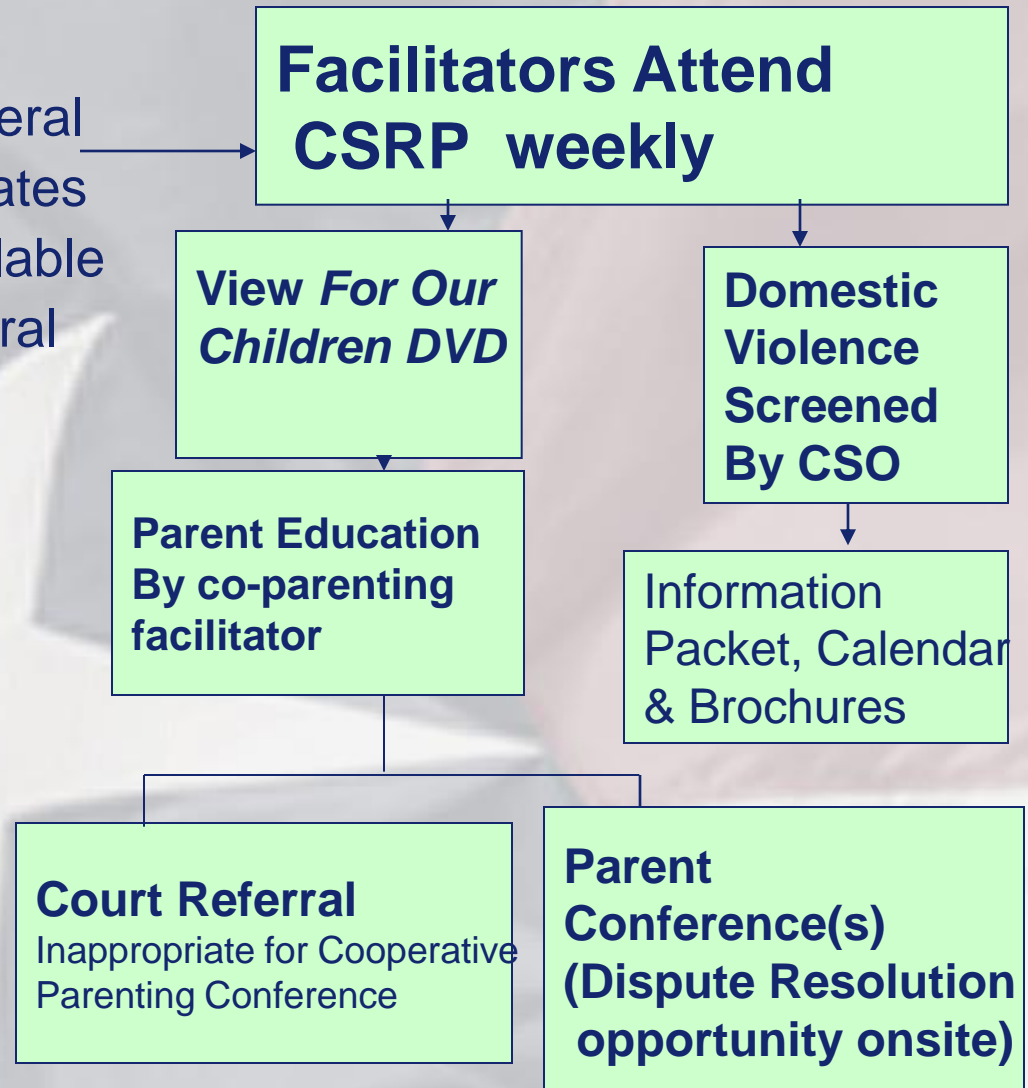 Facilitators Attend
CSRP weekly
View For Our
Children DVD
Domestic
Violence
Screened
By CSO
Parent Education
By co-parenting
facilitator
Information
Packet, Calendar
& Brochures
Court Referral
Inappropriate for Cooperative
Parenting Conference
Parent
Conference(s)
(Dispute Resolution
opportunity onsite)